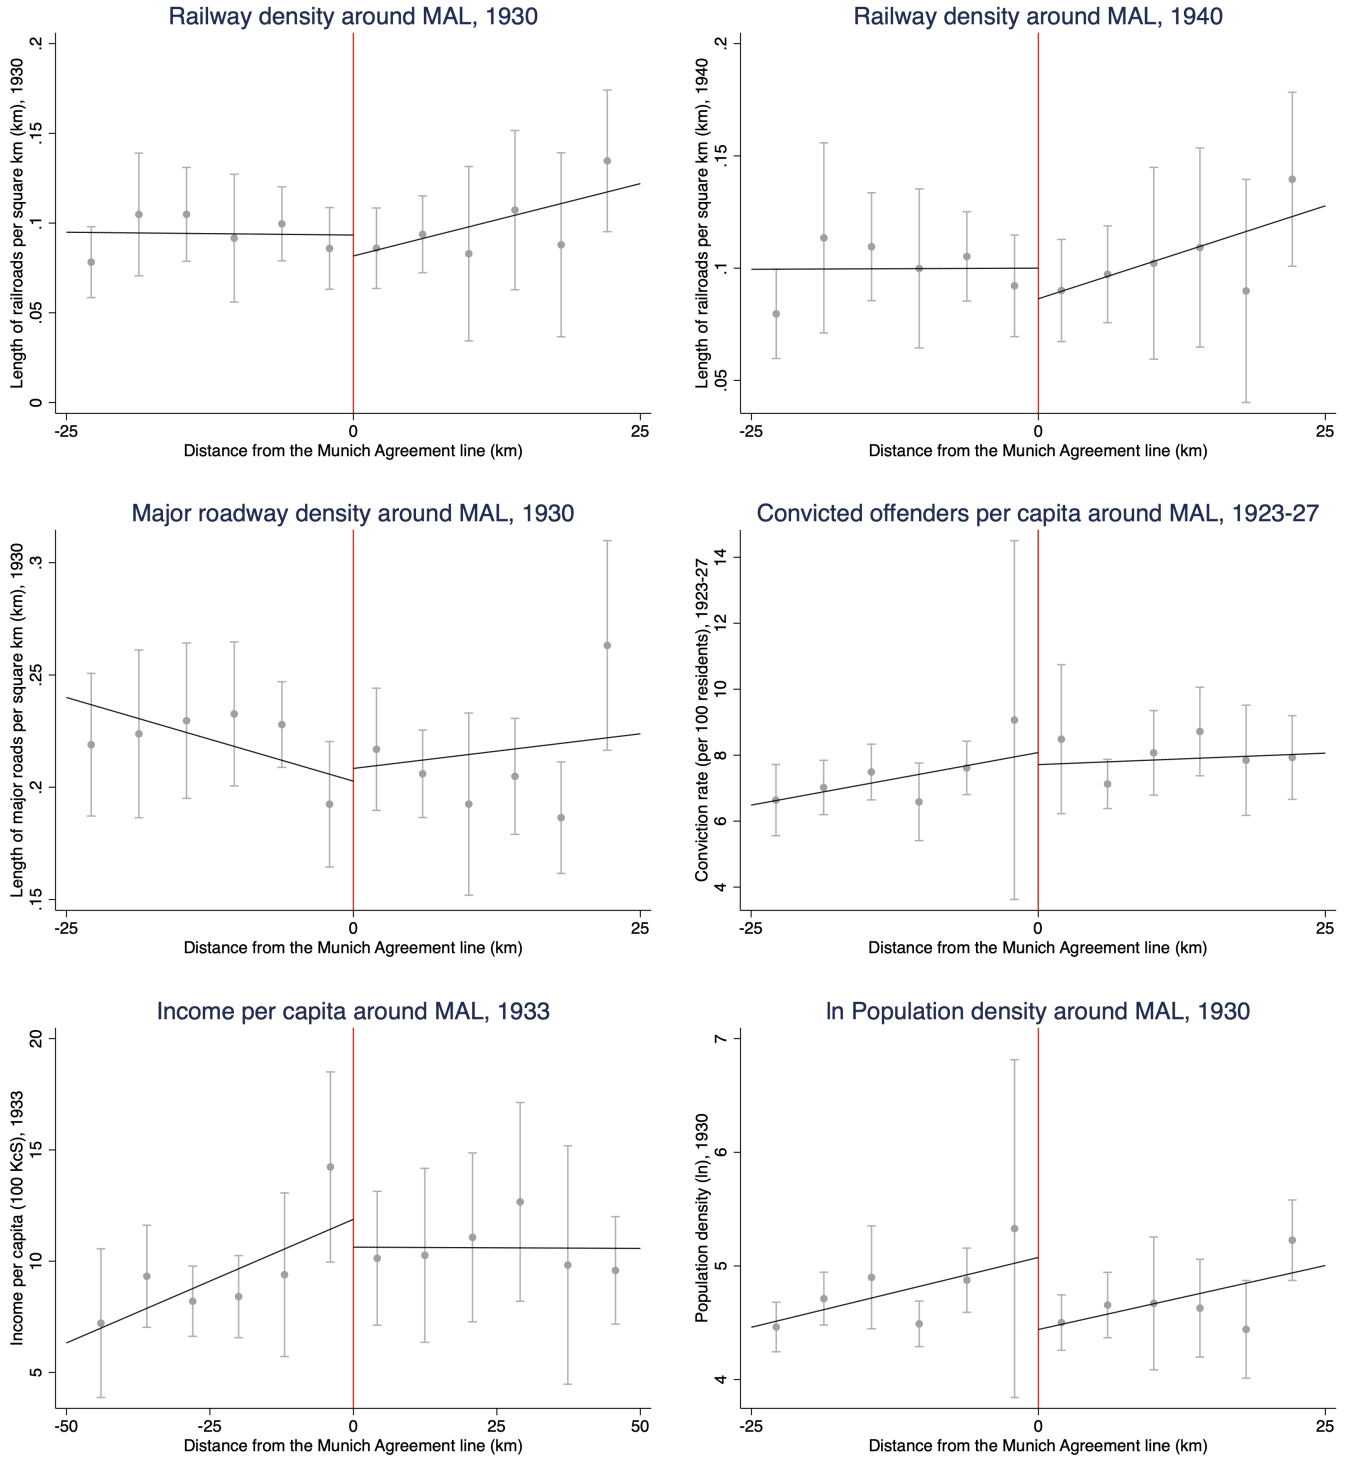 Railway density around MAL, 1930
Length of railroads per square km (km), 1930
.2
.15
.1
.05
0
-25 0 25
Distance from the Munich Agreement line (km)
Railway density around MAL, 1940
Length of railroads per square km (km), 1940
.2
.15
.1
.05
-25 0 25
Distance from the Munich Agreement line (km)
Major roadway density around MAL, 1930
Length of major roads per square km (km), 1930
.3
.25
.2
.15
-25 0 25
Distance from the Munich Agreement line (km)
Convicted offenders per capita around MAL, 1923-27
Conviction rate (per 100 residents), 1923-27
14
12
10
8
6
4
-25 0 25
Distance from the Munich Agreement line (km)
Income per capita around MAL, 1933
Income per capita (100 KcS), 1933
20
15
10
5
-50 -25 0 25 50
Distance from the Munich Agreement line (km)
ln Population density around MAL, 1930
Population density (ln), 1930
7
6
5
4
-25 0 25
Distance from the Munich Agreement line (km)